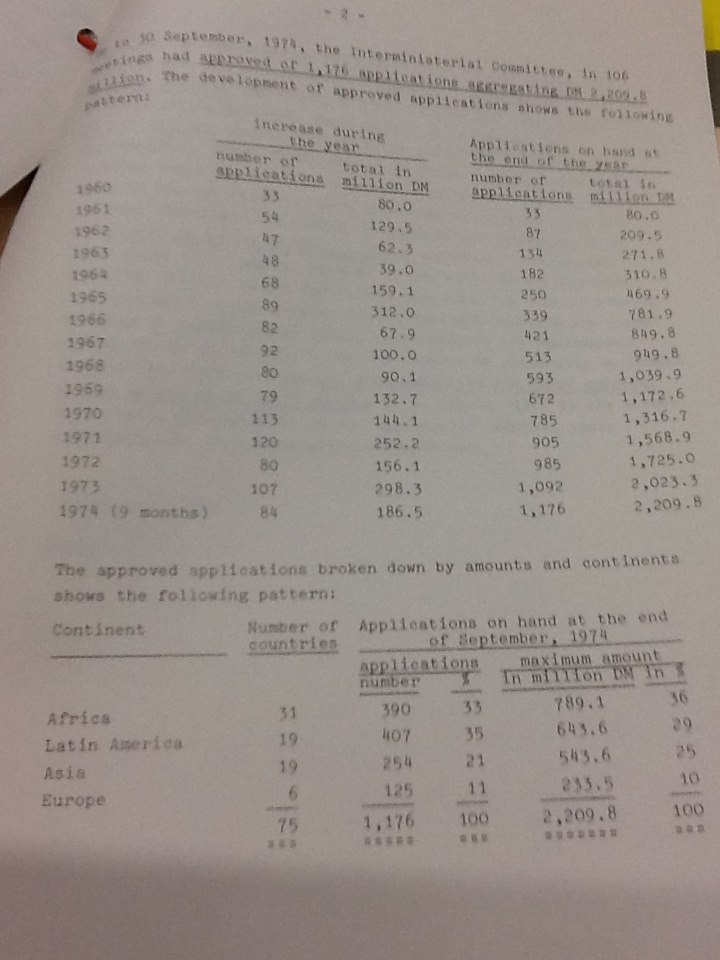 - 2 -
to 30 September, 1974, the Interministerial Committee, in 106
meetings had approved of 1,176 applications aggregating DM 2,209.8
million. The development of approved applications shows the following
pattern:
increase during the year Applications on hand at the end of the year
number of applications total in million DM number of applications total in million DM
1960 33 80.0 33 80.0
1961 54 129.5 87 209.5
1962 47 62.3 134 271.8
1963 48 39.0 182 310.8
1964 68 159.1 250 469.9
1965 89 312.0 339 781.9
1966 82 67.9 421 849.8
1967 92 100.0 513 949.8
1968 80 90.1 593 1,039.9
1969 79 132.7 672 1,172.6
1970 113 144.1 785 1,316.7
1971 120 252.2 905 1,568.9
1972 80 156.1 985 1,725.0
1973 107 298.3 1,092 2,023.3
1974 (9 months) 84 186.5 1,176 2,209.8
The approved applications broken down by amounts and continents
shows the following pattern:
Continent Number of countries Applications on hand at the end of September, 1974
applications number % maximum amount in million DM in %
Africa 31 390 33 789.1 36
Latin America 19 407 35 643.6 29
Asia 19 254 21 543.6 25
Europe 6 125 11 233.5 10
75 1,176 100 2,209.8 100